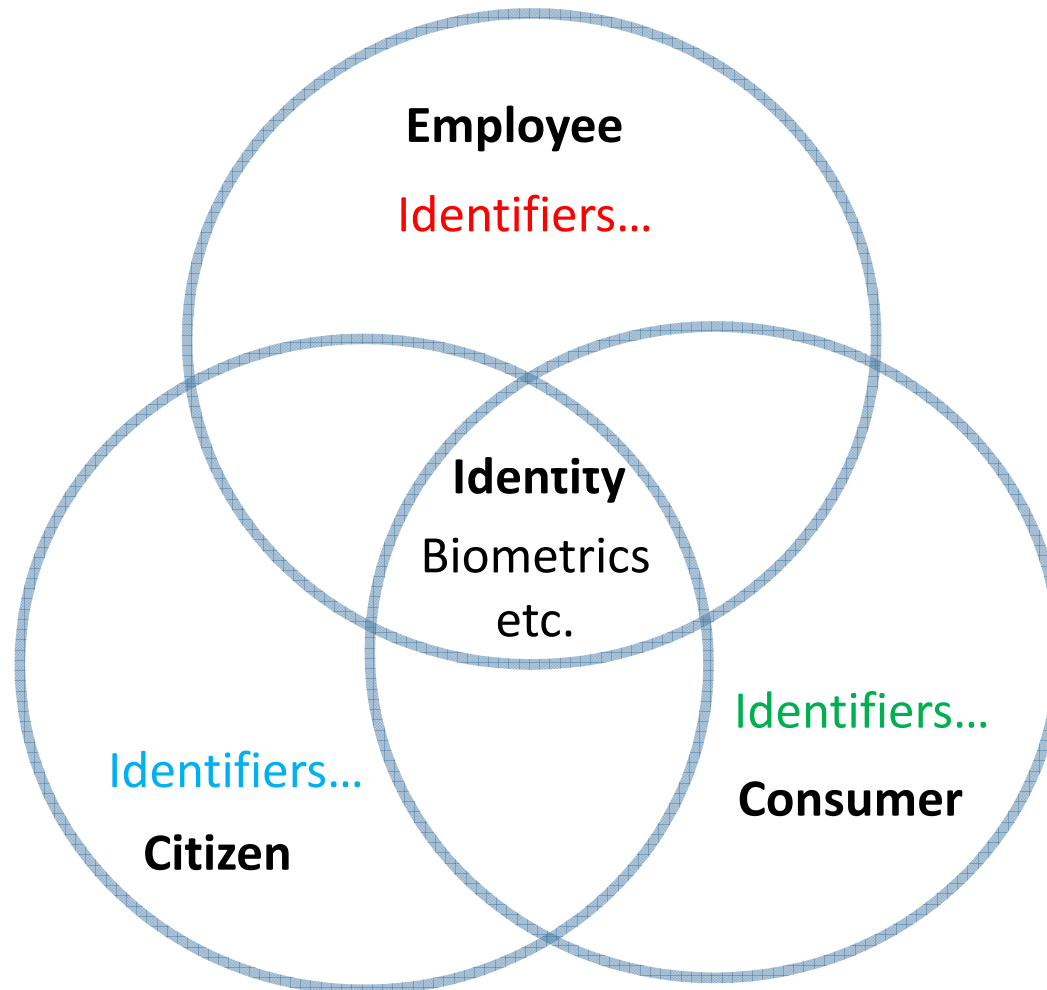 Employee
Identifiers…
Identity
Biometrics
etc.
Identifiers…
Consumer
Identifiers…
Citizen